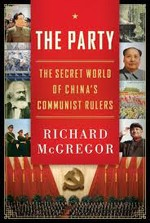 THE PARTY
THE SECRET WORLD
OF CHINA'S
COMMUNIST RULERS
RICHARD
McGREGOR